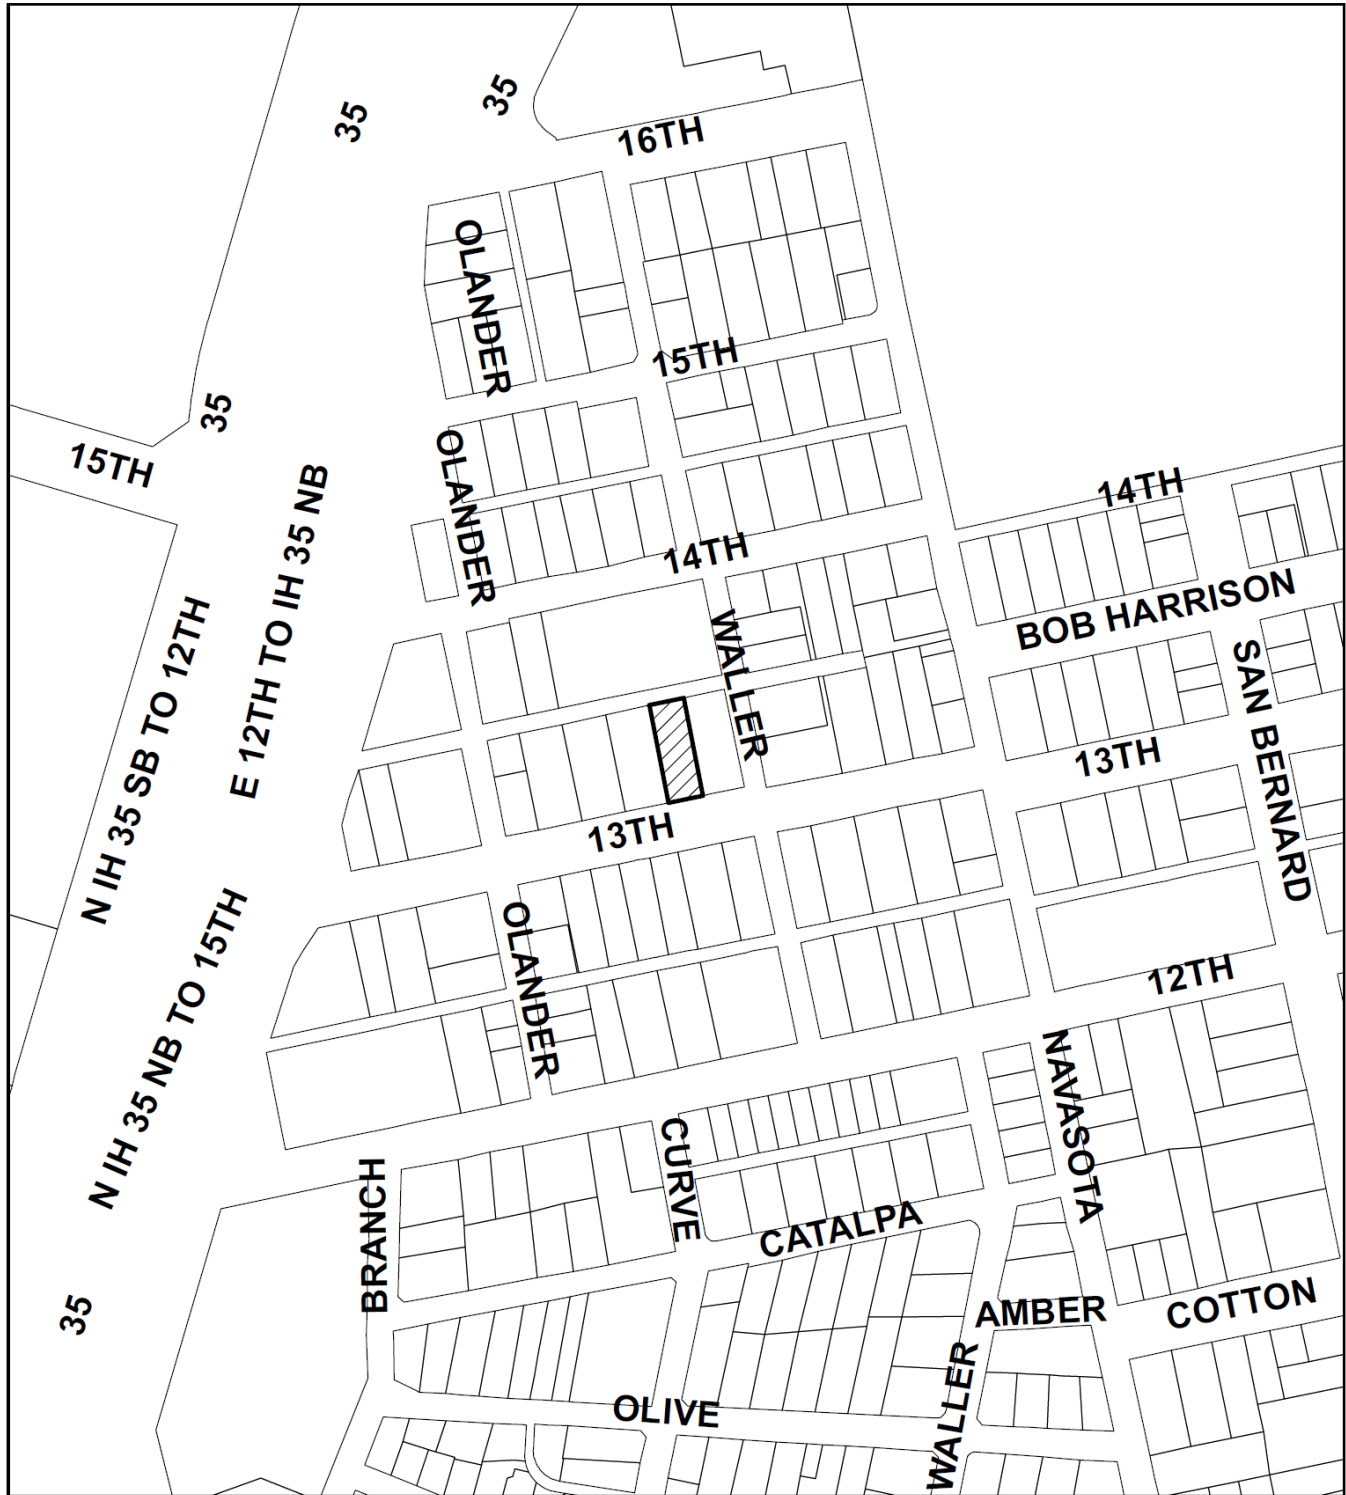 35
35
16TH
OLANDER
15TH
35
15TH
OLANDER
14TH
14TH
E 12TH TO IH 35 NB
BOB HARRISON
N IH 35 SB TO 12TH
WALLER
SAN BERNARD
13TH
13TH
OLANDER
12TH
N IH 35 NB TO 15TH
NAVASOTA
CURVE
BRANCH
CATALPA
35
AMBER
COTTON
OLIVE
WALLER